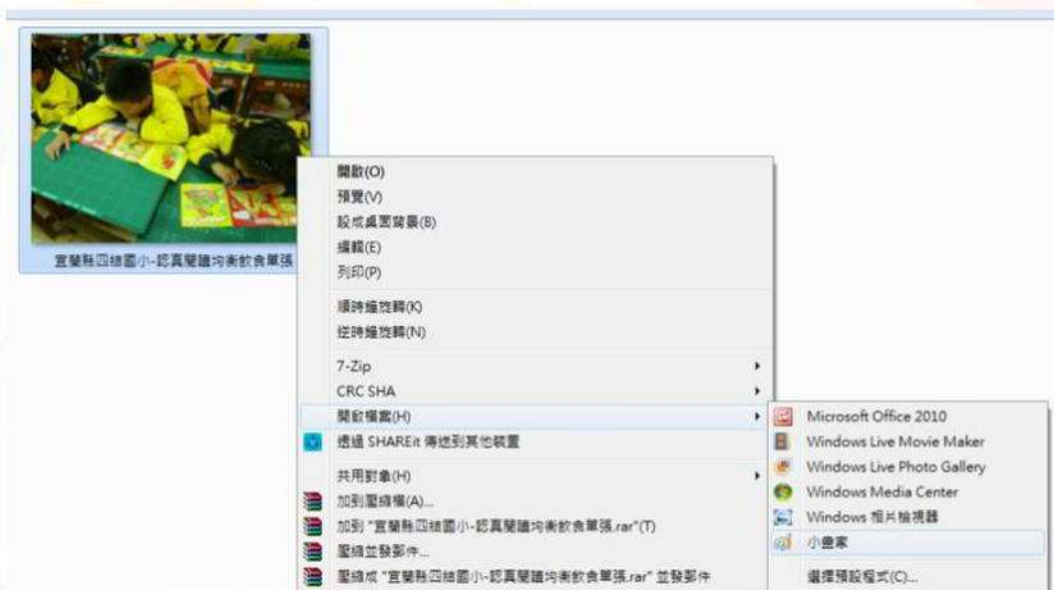 宜蘭縣四結國小-認真閱讀均衡飲食單張
開啟(O)
預覽(V)
設成桌面背景(B)
編輯(E)
列印(P)
順時鐘旋轉(K)
逆時鐘旋轉(N)
7-Zip
CRC SHA
開啟檔案(H)
透過 SHAREit 傳送到其他裝置
共用對象(H)
加到壓縮檔(A)...
加到 "宜蘭縣四結國小-認真閱讀均衡飲食單張.rar"(T)
壓縮並發郵件...
壓縮成 "宜蘭縣四結國小-認真閱讀均衡飲食單張.rar" 並發郵件
Microsoft Office 2010
Windows Live Movie Maker
Windows Live Photo Gallery
Windows Media Center
Windows 相片檢視器
小畫家
選擇預設程式(C)...